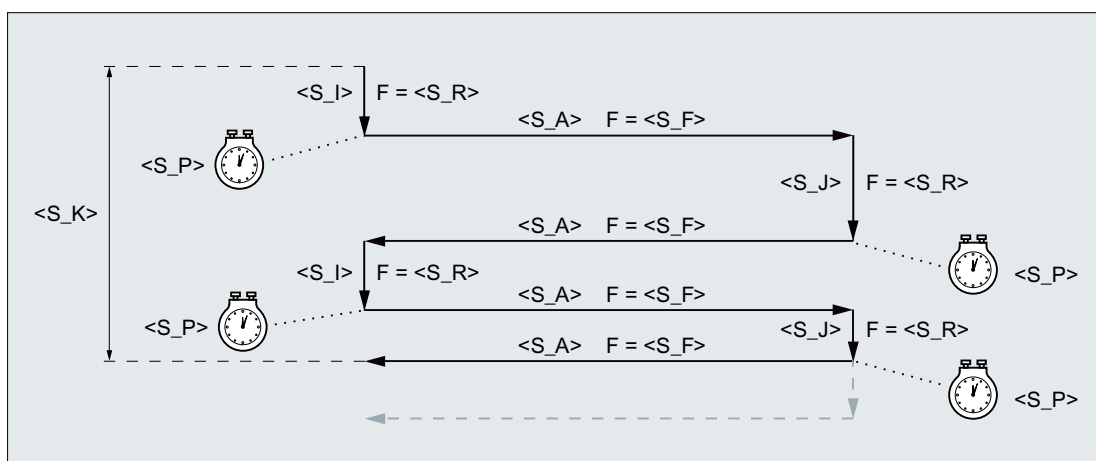 <S_I> F = <S_R>
<S_A> F = <S_F>
<S_P>
<S_J> F = <S_R>
<S_K>
<S_A> F = <S_F>
<S_I> F = <S_R>
<S_P>
<S_A> F = <S_F>
<S_P>
<S_J> F = <S_R>
<S_A> F = <S_F>
<S_P>